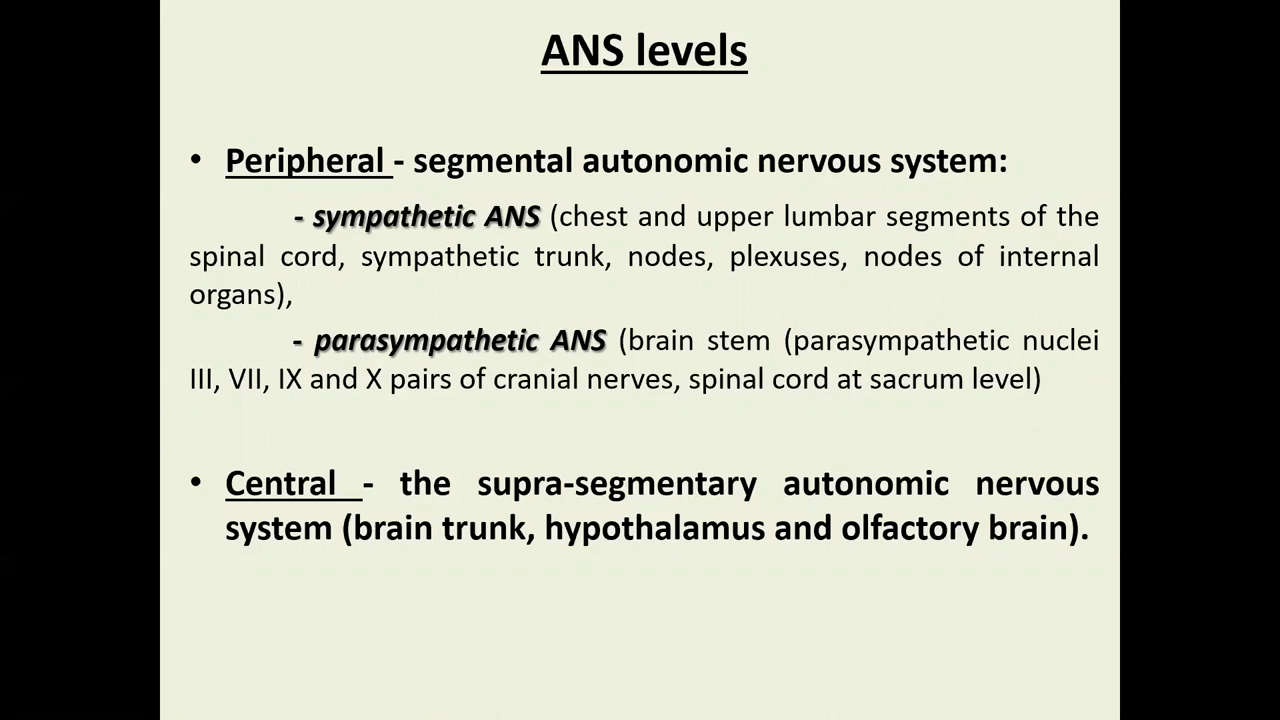 ANS levels
• Peripheral - segmental autonomic nervous system:
- sympathetic ANS (chest and upper lumbar segments of the
spinal cord, sympathetic trunk, nodes, plexuses, nodes of internal
organs),
- parasympathetic ANS (brain stem (parasympathetic nuclei
III, VII, IX and X pairs of cranial nerves, spinal cord at sacrum level)
• Central - the supra-segmentary autonomic nervous
system (brain trunk, hypothalamus and olfactory brain).